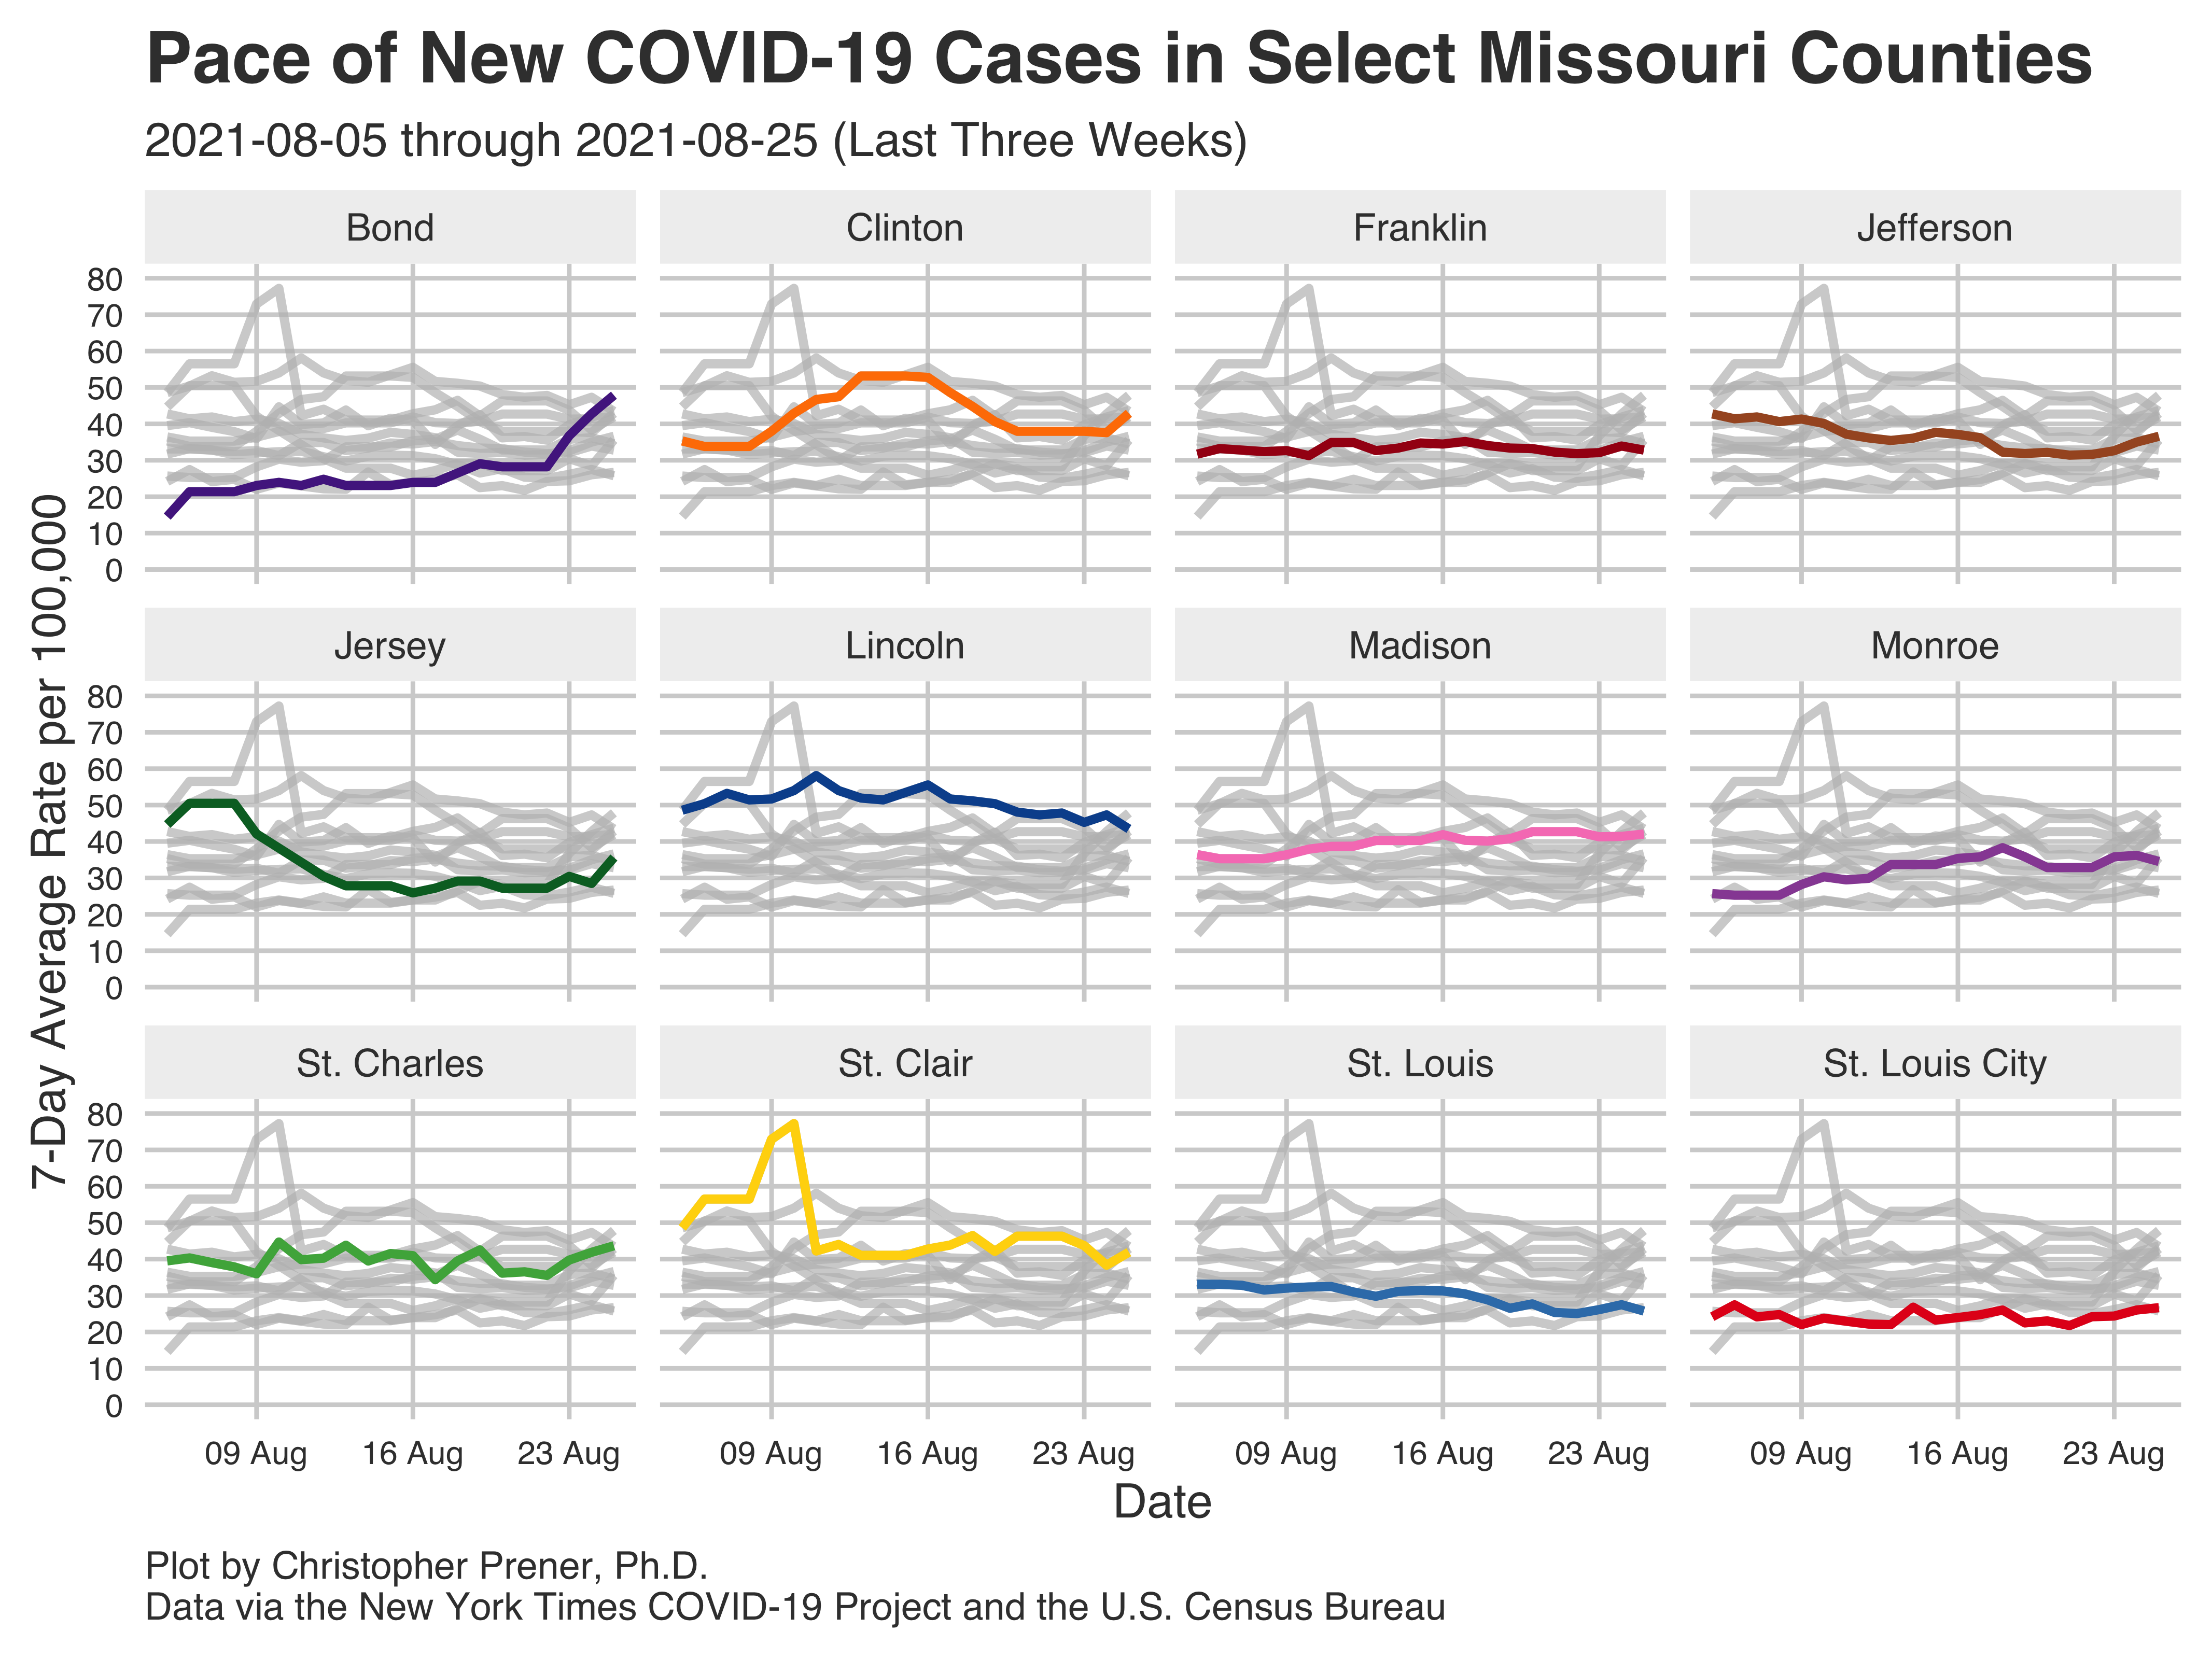 Pace of New COVID-19 Cases in Select Missouri Counties
2021-08-05 through 2021-08-25 (Last Three Weeks)
7-Day Average Rate per 100,000
Bond
Clinton
Franklin
Jefferson
80
70
60
50
40
30
20
10
0
Jersey
Lincoln
Madison
Monroe
80
70
60
50
40
30
20
10
0
St. Charles
St. Clair
St. Louis
St. Louis City
80
70
60
50
40
30
20
10
0
09 Aug 16 Aug 23 Aug
09 Aug 16 Aug 23 Aug
09 Aug 16 Aug 23 Aug
09 Aug 16 Aug 23 Aug
Date
Plot by Christopher Prener, Ph.D.
Data via the New York Times COVID-19 Project and the U.S. Census Bureau